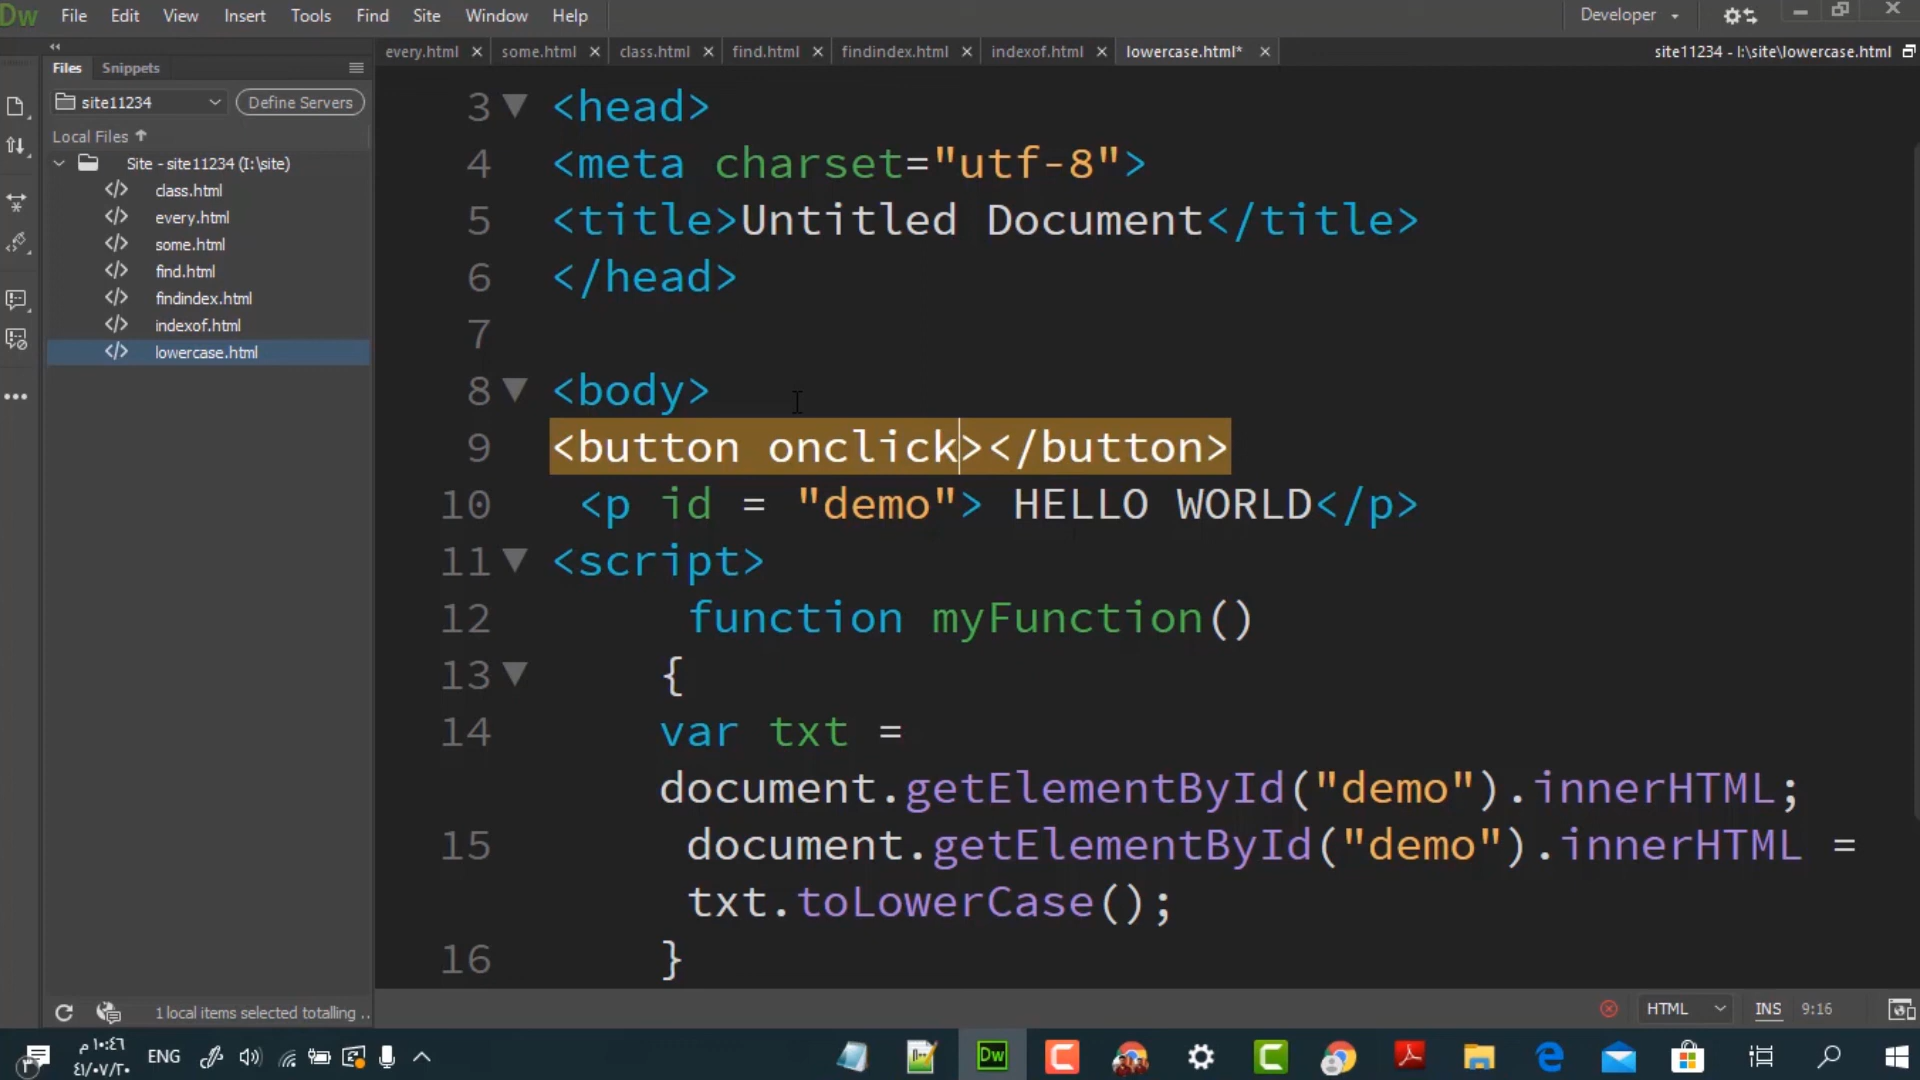 Dw File Edit View Insert Tools Find Site Window Help Developer
every.html some.html class.html find.html findindex.html indexof.html lowercase.html* site11234 - I:\site\lowercase.html
Files Snippets
site11234 Define Servers
Local Files
Site - site11234 (I:\site)
class.html
every.html
some.html
find.html
findindex.html
indexof.html
lowercase.html
3 <head>
4 <meta charset="utf-8">
5 <title>Untitled Document</title>
6 </head>
7
8 <body>
9 <button onclick></button>
10 <p id = "demo"> HELLO WORLD</p>
11 <script>
12 function myFunction()
13 {
14 var txt =
document.getElementById("demo").innerHTML;
15 document.getElementById("demo").innerHTML =
txt.toLowerCase();
16 }
1 local items selected totalling ..
HTML INS 9:16
١٠:٤٦ م
ENG
Dw